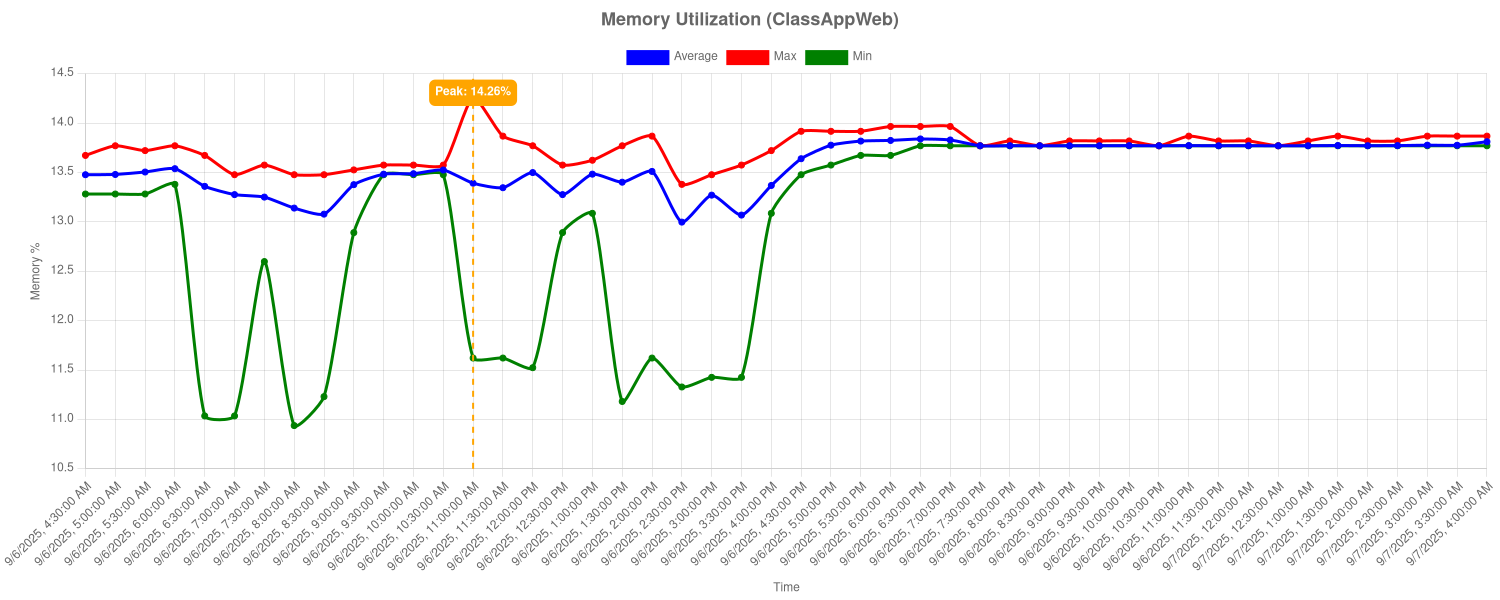 Memory Utilization (ClassAppWeb)
Average Max Min
Peak: 14.26%
14.5
14.0
13.5
13.0
12.5
12.0
11.5
11.0
10.5
Memory %
9/6/2025, 4:30:00 AM
9/6/2025, 5:00:00 AM
9/6/2025, 5:30:00 AM
9/6/2025, 6:00:00 AM
9/6/2025, 6:30:00 AM
9/6/2025, 7:00:00 AM
9/6/2025, 7:30:00 AM
9/6/2025, 8:00:00 AM
9/6/2025, 8:30:00 AM
9/6/2025, 9:00:00 AM
9/6/2025, 9:30:00 AM
9/6/2025, 10:00:00 AM
9/6/2025, 10:30:00 AM
9/6/2025, 11:00:00 AM
9/6/2025, 11:30:00 AM
9/6/2025, 12:00:00 PM
9/6/2025, 12:30:00 PM
9/6/2025, 1:00:00 PM
9/6/2025, 1:30:00 PM
9/6/2025, 2:00:00 PM
9/6/2025, 2:30:00 PM
9/6/2025, 3:00:00 PM
9/6/2025, 3:30:00 PM
9/6/2025, 4:00:00 PM
9/6/2025, 4:30:00 PM
9/6/2025, 5:00:00 PM
9/6/2025, 5:30:00 PM
9/6/2025, 6:00:00 PM
9/6/2025, 6:30:00 PM
9/6/2025, 7:00:00 PM
9/6/2025, 7:30:00 PM
9/6/2025, 8:00:00 PM
9/6/2025, 8:30:00 PM
9/6/2025, 9:00:00 PM
9/6/2025, 9:30:00 PM
9/6/2025, 10:00:00 PM
9/6/2025, 10:30:00 PM
9/6/2025, 11:00:00 PM
9/6/2025, 11:30:00 PM
9/7/2025, 12:00:00 AM
9/7/2025, 12:30:00 AM
9/7/2025, 1:00:00 AM
9/7/2025, 1:30:00 AM
9/7/2025, 2:00:00 AM
9/7/2025, 2:30:00 AM
9/7/2025, 3:00:00 AM
9/7/2025, 3:30:00 AM
9/7/2025, 4:00:00 AM
Time